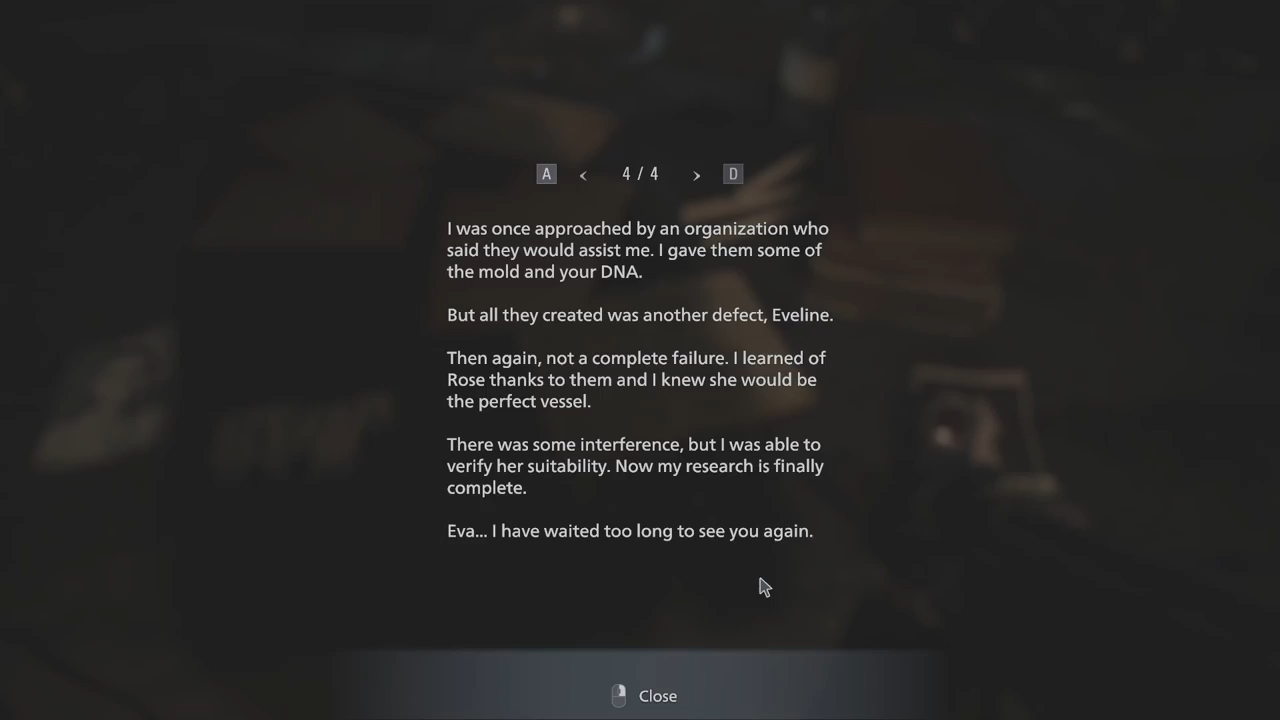 A < 4 / 4 > D
I was once approached by an organization who
said they would assist me. I gave them some of
the mold and your DNA.
But all they created was another defect, Eveline.
Then again, not a complete failure. I learned of
Rose thanks to them and I knew she would be
the perfect vessel.
There was some interference, but I was able to
verify her suitability. Now my research is finally
complete.
Eva... I have waited too long to see you again.
Close